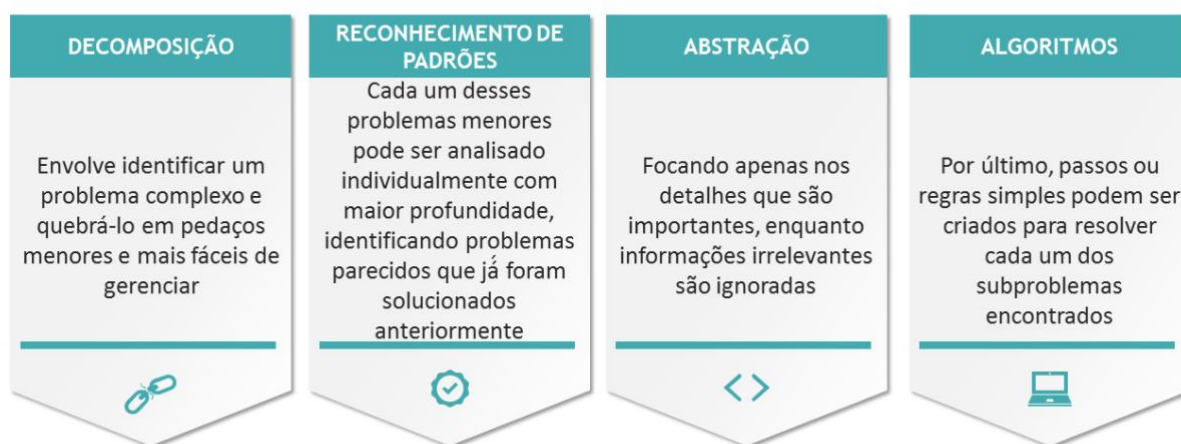 DECOMPOSIÇÃO
Envolve identificar um
problema complexo e
quebrá-lo em pedaços
menores e mais fáceis de
gerenciar
RECONHECIMENTO DE
PADRÕES
Cada um desses
problemas menores
pode ser analisado
individualmente com
maior profundidade,
identificando problemas
parecidos que já foram
solucionados
anteriormente
ABSTRAÇÃO
Focando apenas nos
detalhes que são
importantes, enquanto
informações irrelevantes
são ignoradas
ALGORITMOS
Por último, passos ou
regras simples podem ser
criados para resolver
cada um dos
subproblemas
encontrados